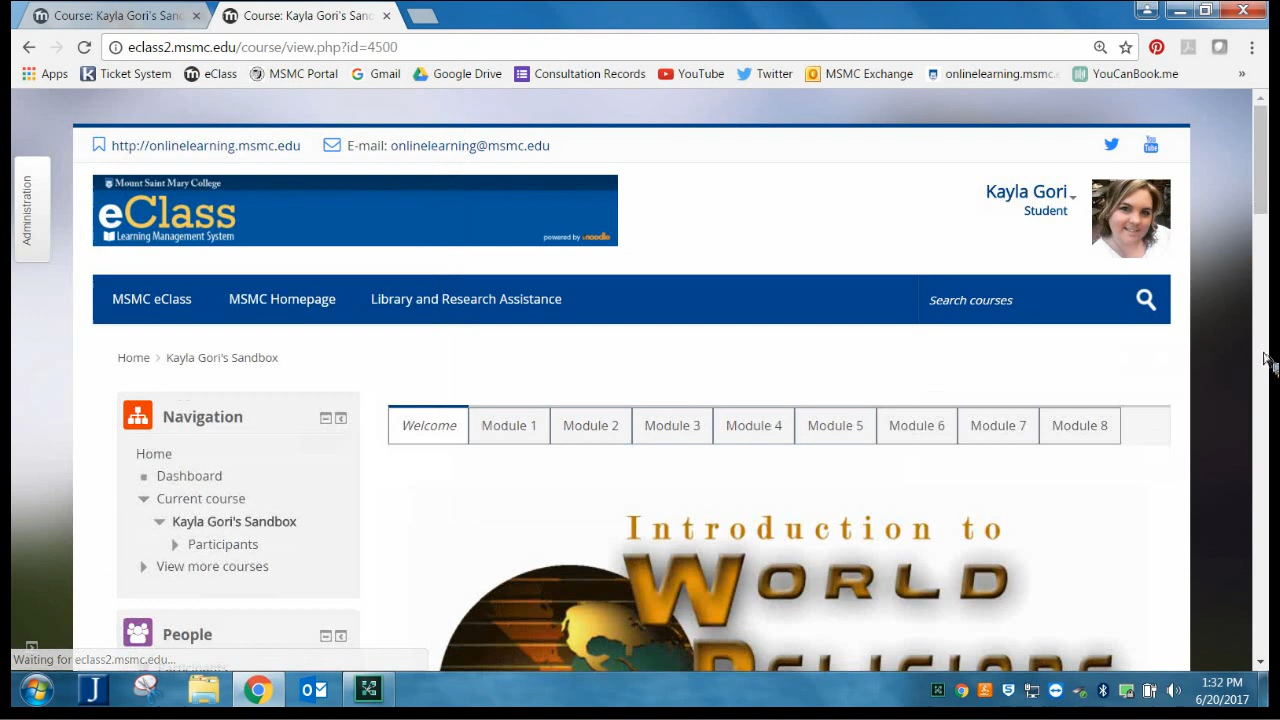 Course: Kayla Gori's Sand
Course: Kayla Gori's Sand
eclass2.msmc.edu/course/view.php?id=4500
Apps
Ticket System
eClass
MSMC Portal
Gmail
Google Drive
Consultation Records
YouTube
Twitter
MSMC Exchange
onlinelearning.msmc.e
YouCanBook.me
»
http://onlinelearning.msmc.edu
E-mail: onlinelearning@msmc.edu
You Tube
Administration
Mount Saint Mary College
eClass
Learning Management System
powered by moodle
Kayla Gori
Student
MSMC eClass
MSMC Homepage
Library and Research Assistance
Search courses
Home > Kayla Gori's Sandbox
Navigation
Home
Dashboard
Current course
Kayla Gori's Sandbox
Participants
View more courses
People
Participants
Welcome
Module 1
Module 2
Module 3
Module 4
Module 5
Module 6
Module 7
Module 8
Introduction to
WORLD
RELIGIONS
Waiting for eclass2.msmc.edu...
1:32 PM
6/20/2017